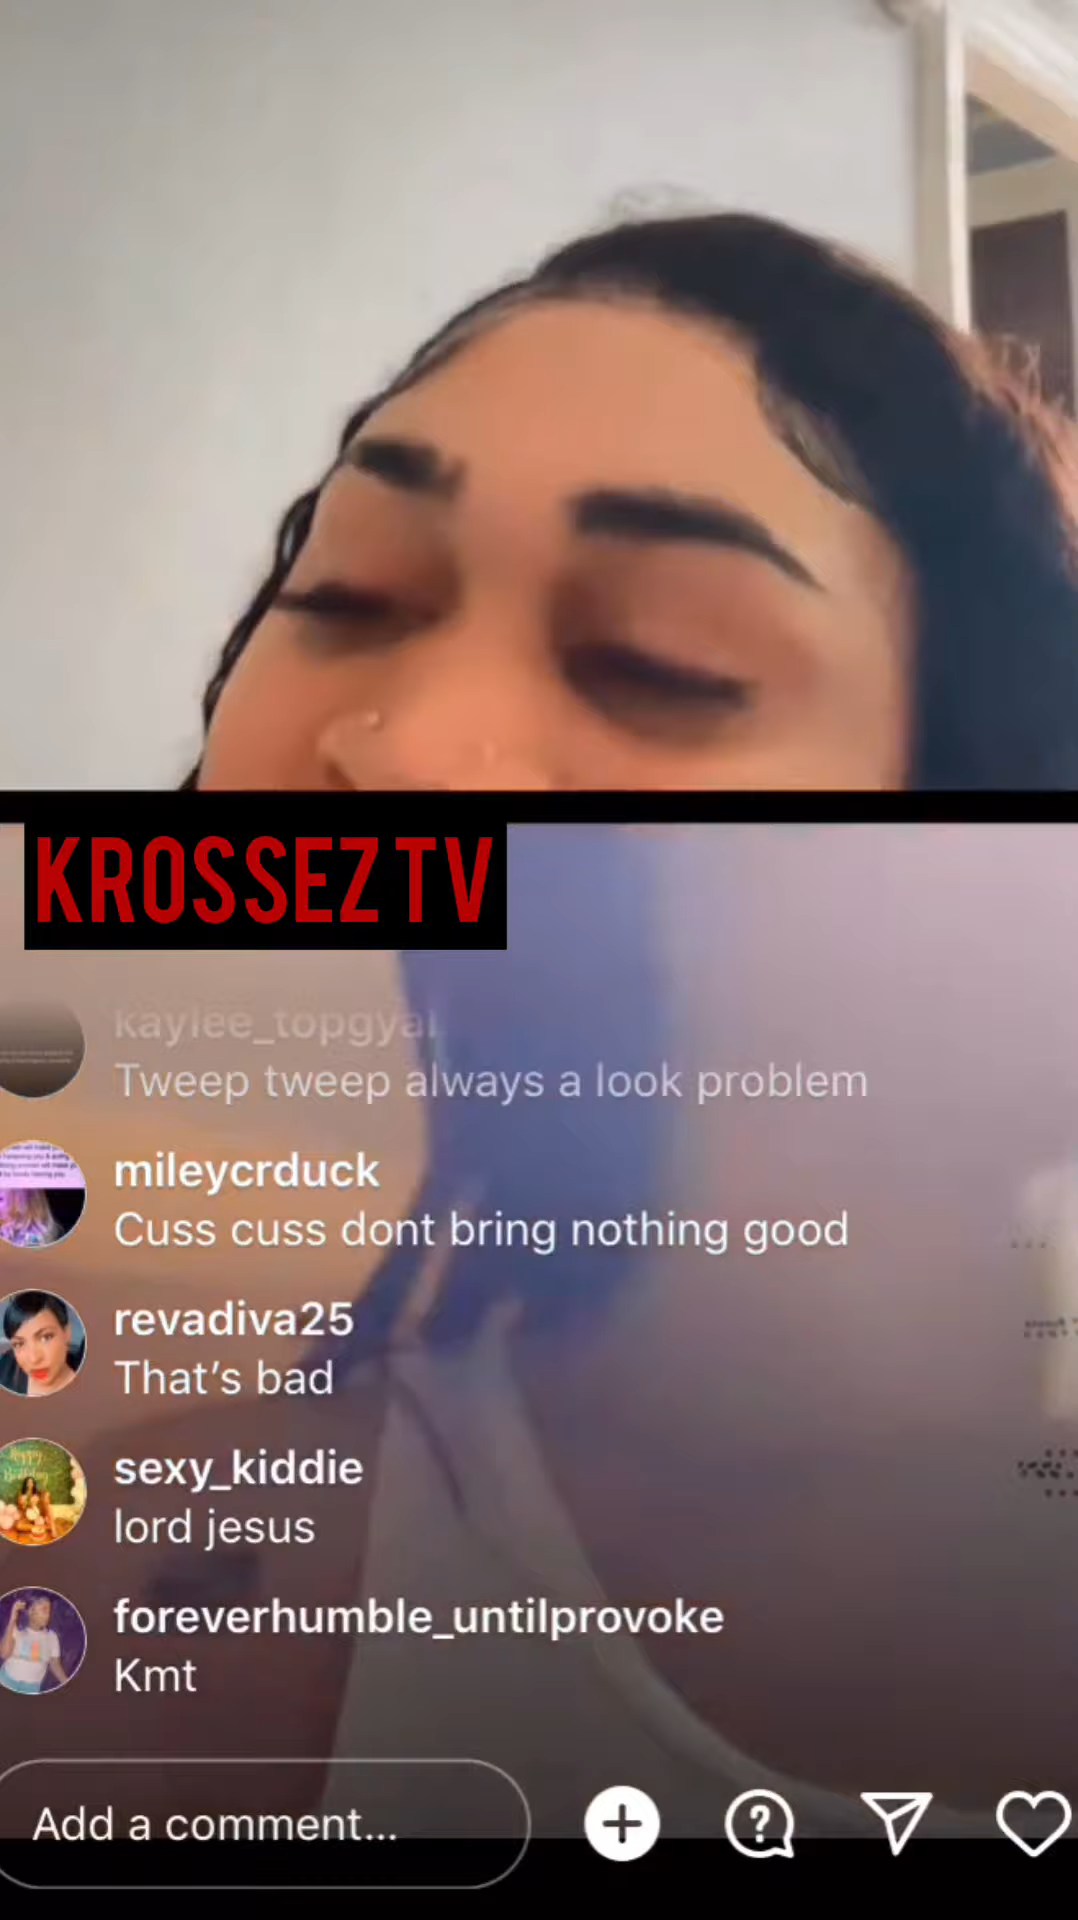 KROSSEZ TV
kaylee_topgyal
Tweep tweep always a look problem
mileycrduck
Cuss cuss dont bring nothing good
revadiva25
That's bad
sexy_kiddie
lord jesus
foreverhumble_untilprovoke
Kmt
Add a comment...